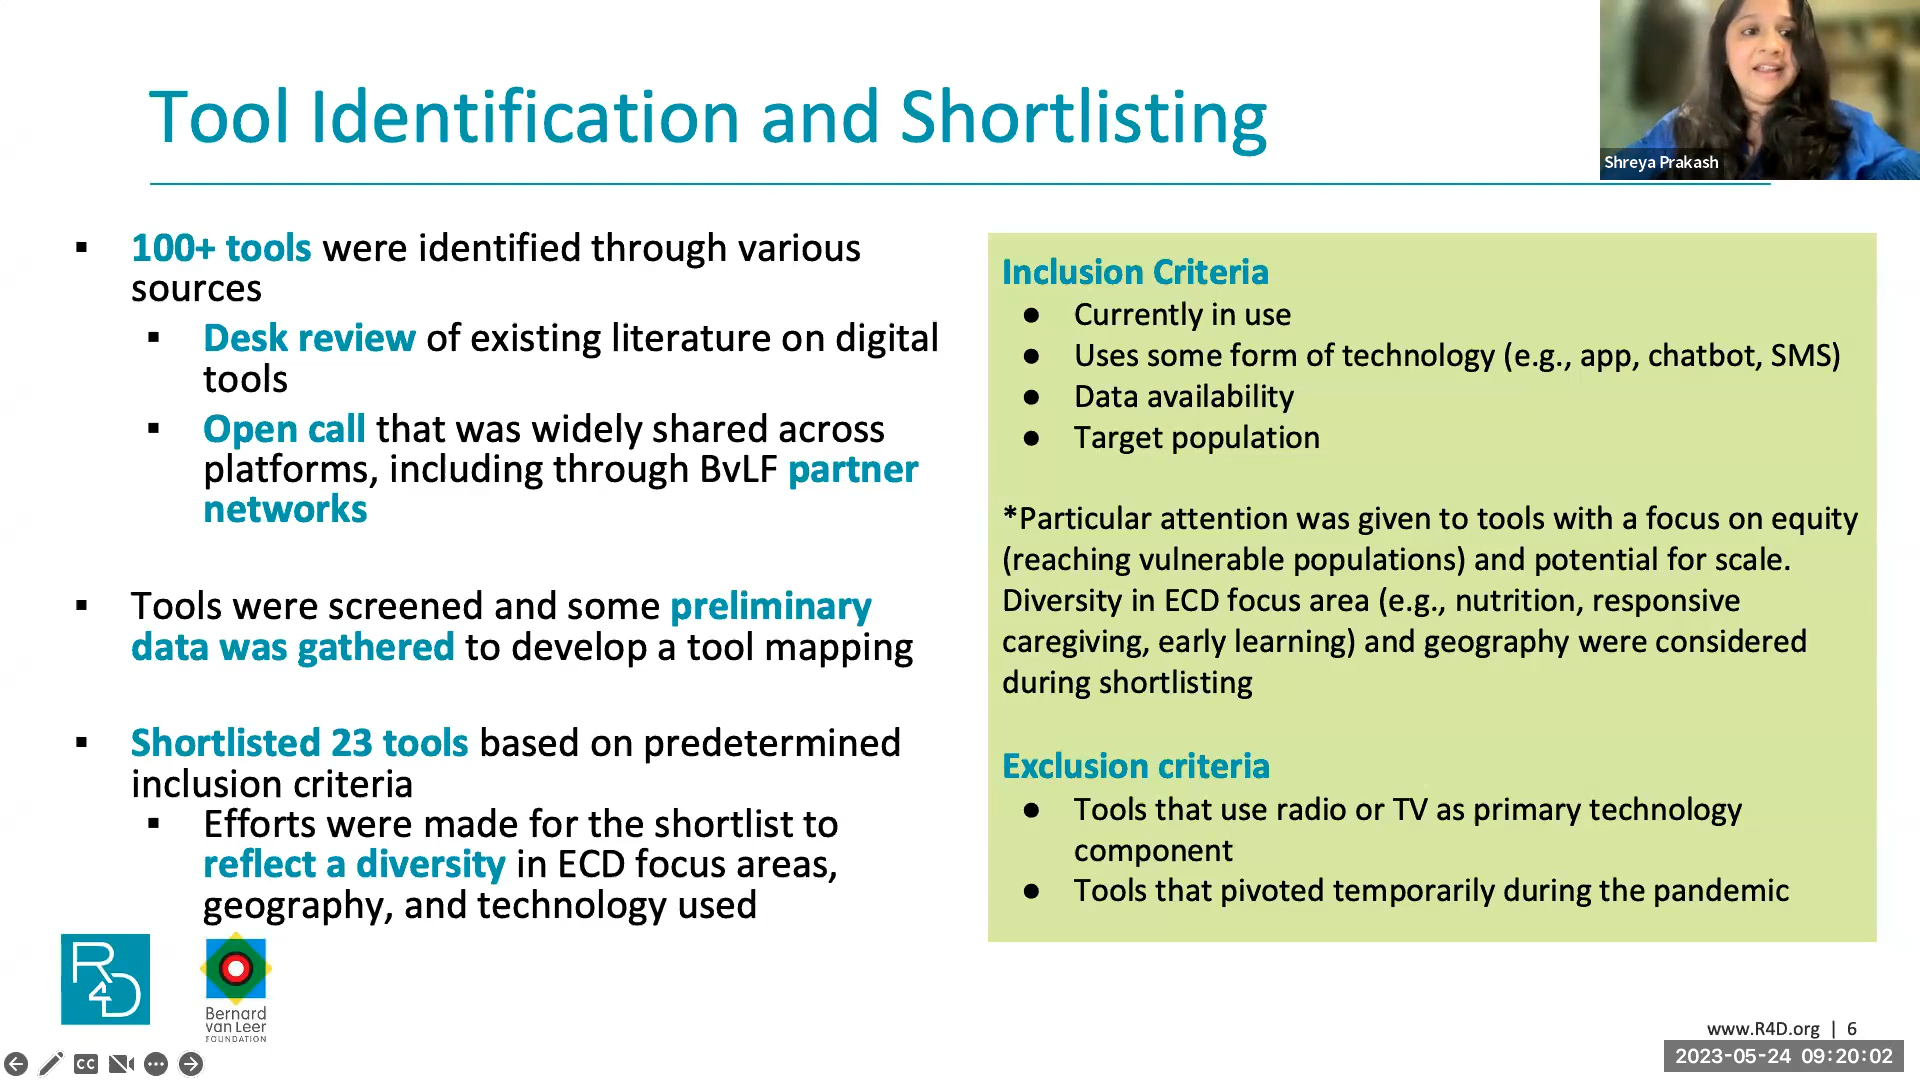 Tool Identification and Shortlisting
Shreya Prakash
▪ 100+ tools were identified through various
sources
▪ Desk review of existing literature on digital
tools
▪ Open call that was widely shared across
platforms, including through BvLF partner
networks
▪ Tools were screened and some preliminary
data was gathered to develop a tool mapping
▪ Shortlisted 23 tools based on predetermined
inclusion criteria
▪ Efforts were made for the shortlist to
reflect a diversity in ECD focus areas,
geography, and technology used
Inclusion Criteria
● Currently in use
● Uses some form of technology (e.g., app, chatbot, SMS)
● Data availability
● Target population
*Particular attention was given to tools with a focus on equity
(reaching vulnerable populations) and potential for scale.
Diversity in ECD focus area (e.g., nutrition, responsive
caregiving, early learning) and geography were considered
during shortlisting
Exclusion criteria
● Tools that use radio or TV as primary technology
component
● Tools that pivoted temporarily during the pandemic
R4D
Bernard
van Leer
FOUNDATION
www.R4D.org | 6
CC
2023-05-24 09:20:02